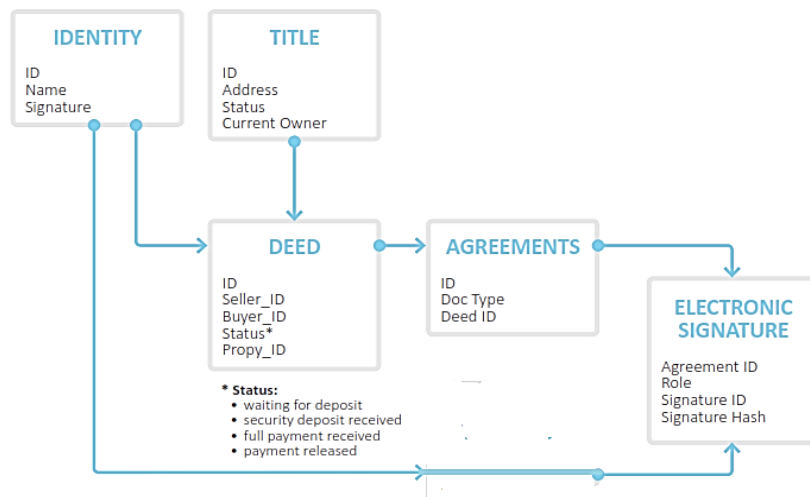 IDENTITY
ID
Name
Signature
TITLE
ID
Address
Status
Current Owner
DEED
ID
Seller_ID
Buyer_ID
Status*
Propy_ID
* Status:
• waiting for deposit
• security deposit received
• full payment received
• payment released
AGREEMENTS
ID
Doc Type
Deed ID
ELECTRONIC
SIGNATURE
Agreement ID
Role
Signature ID
Signature Hash